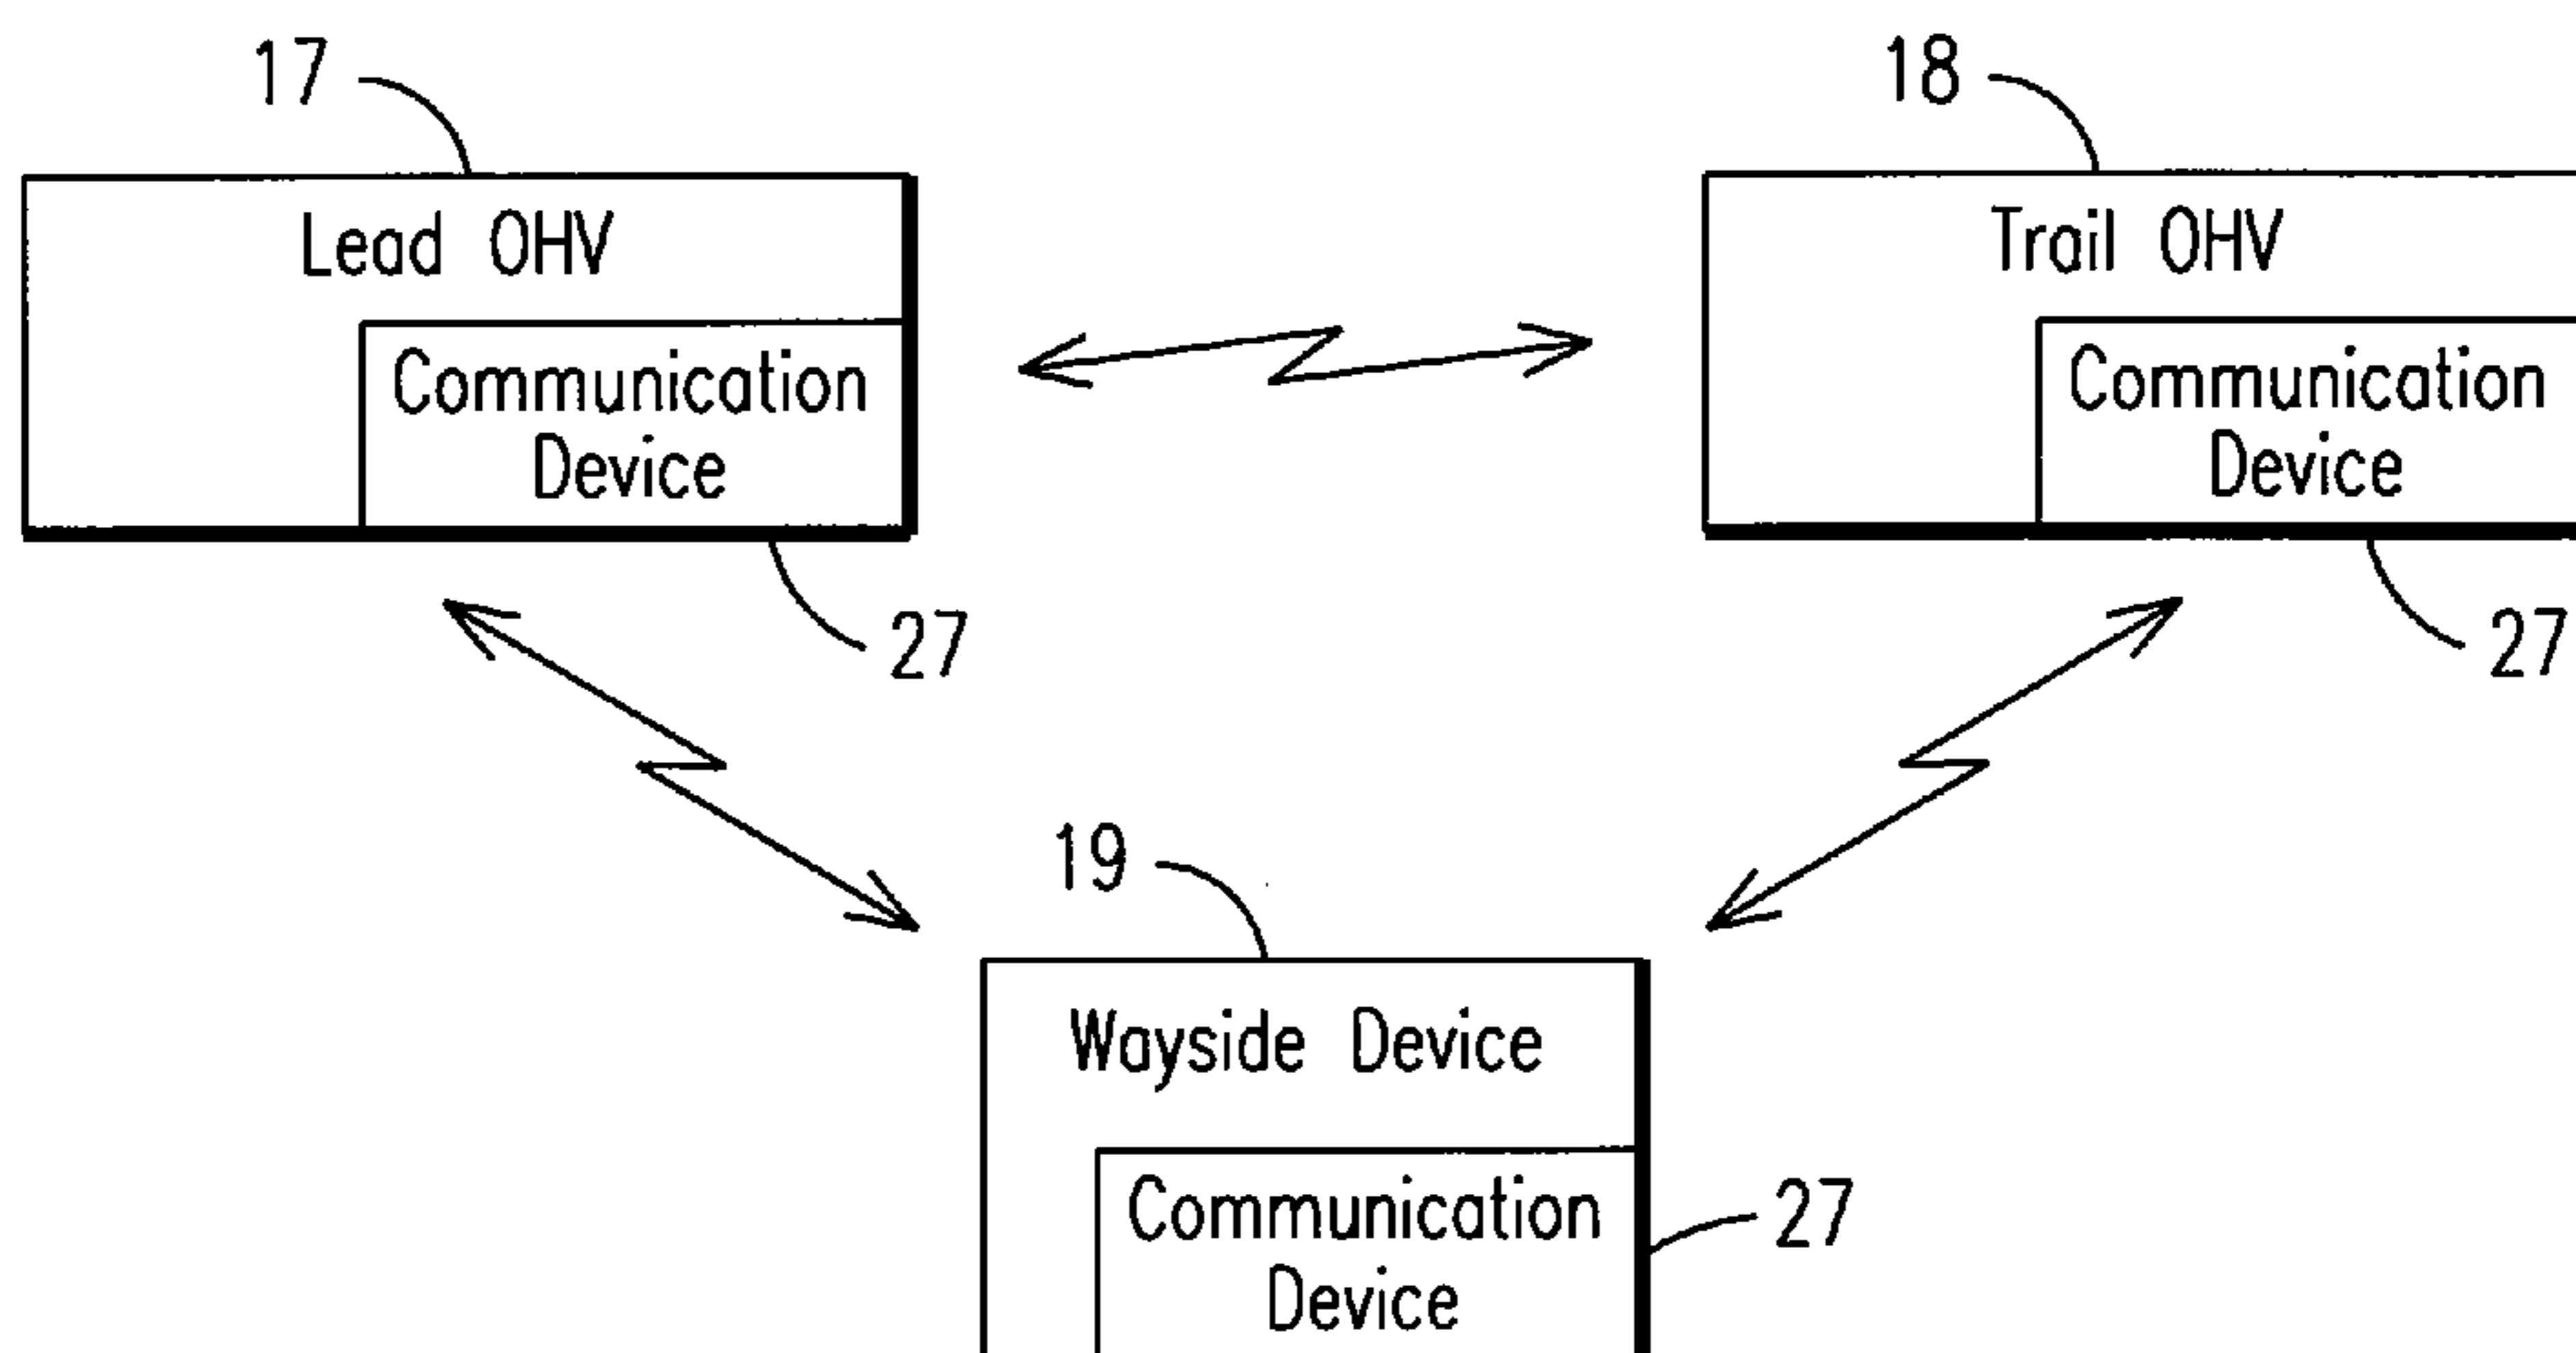 17
18
Lead OHV
Trail OHV
Communication
Device
Communication
Device
27
27
19
Wayside Device
Communication
Device
27